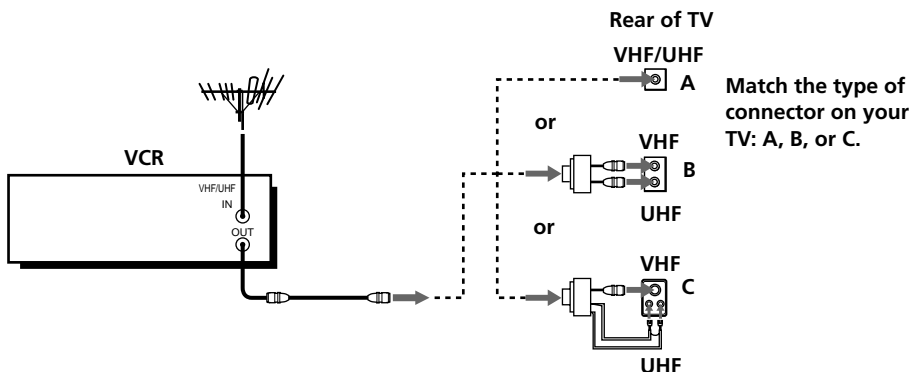 Rear of TV
VHF/UHF
A
Match the type of
connector on your
TV: A, B, or C.
or
VHF
B
UHF
VCR
VHF/UHF
IN
OUT
or
VHF
C
UHF